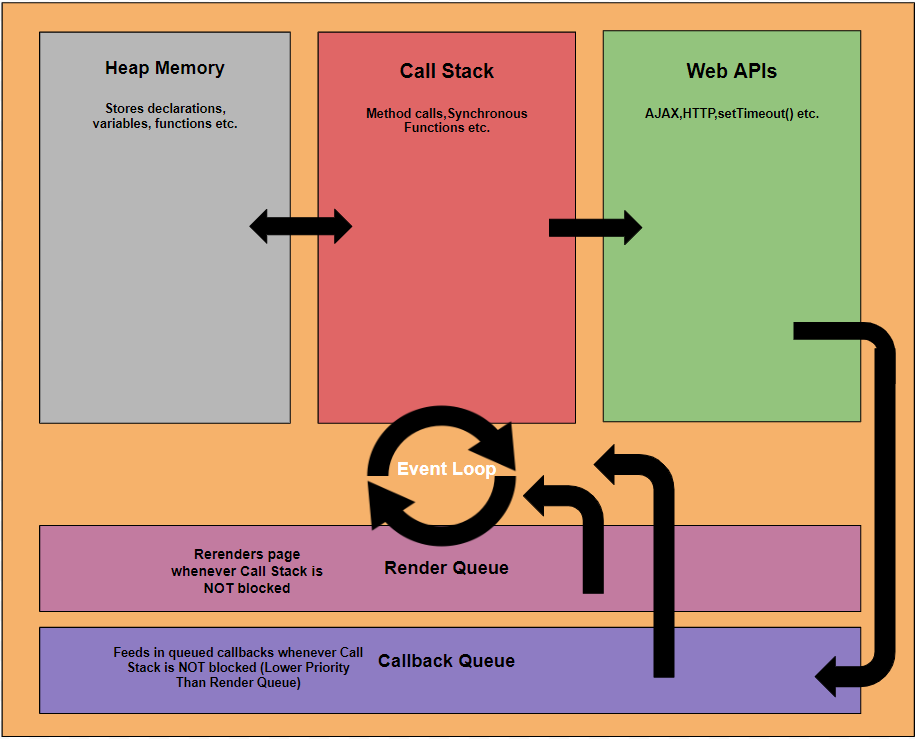 Heap Memory
Stores declarations,
variables, functions etc.
Call Stack
Method calls,Synchronous
Functions etc.
Web APIs
AJAX,HTTP,setTimeout() etc.
Event Loop
Rerenders page
whenever Call Stack is
NOT blocked
Render Queue
Feeds in queued callbacks whenever Call
Stack is NOT blocked (Lower Priority
Than Render Queue)
Callback Queue